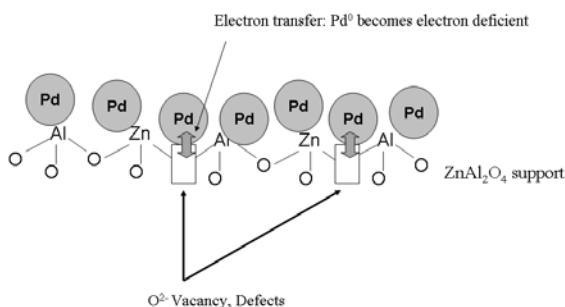 Electron transfer: Pd⁰ becomes electron deficient
Pd Pd Pd Pd Pd Pd Pd
Al Zn Al Zn Al
O O O O O O O O O
ZnAl₂O₄ support
O²⁻ Vacancy, Defects